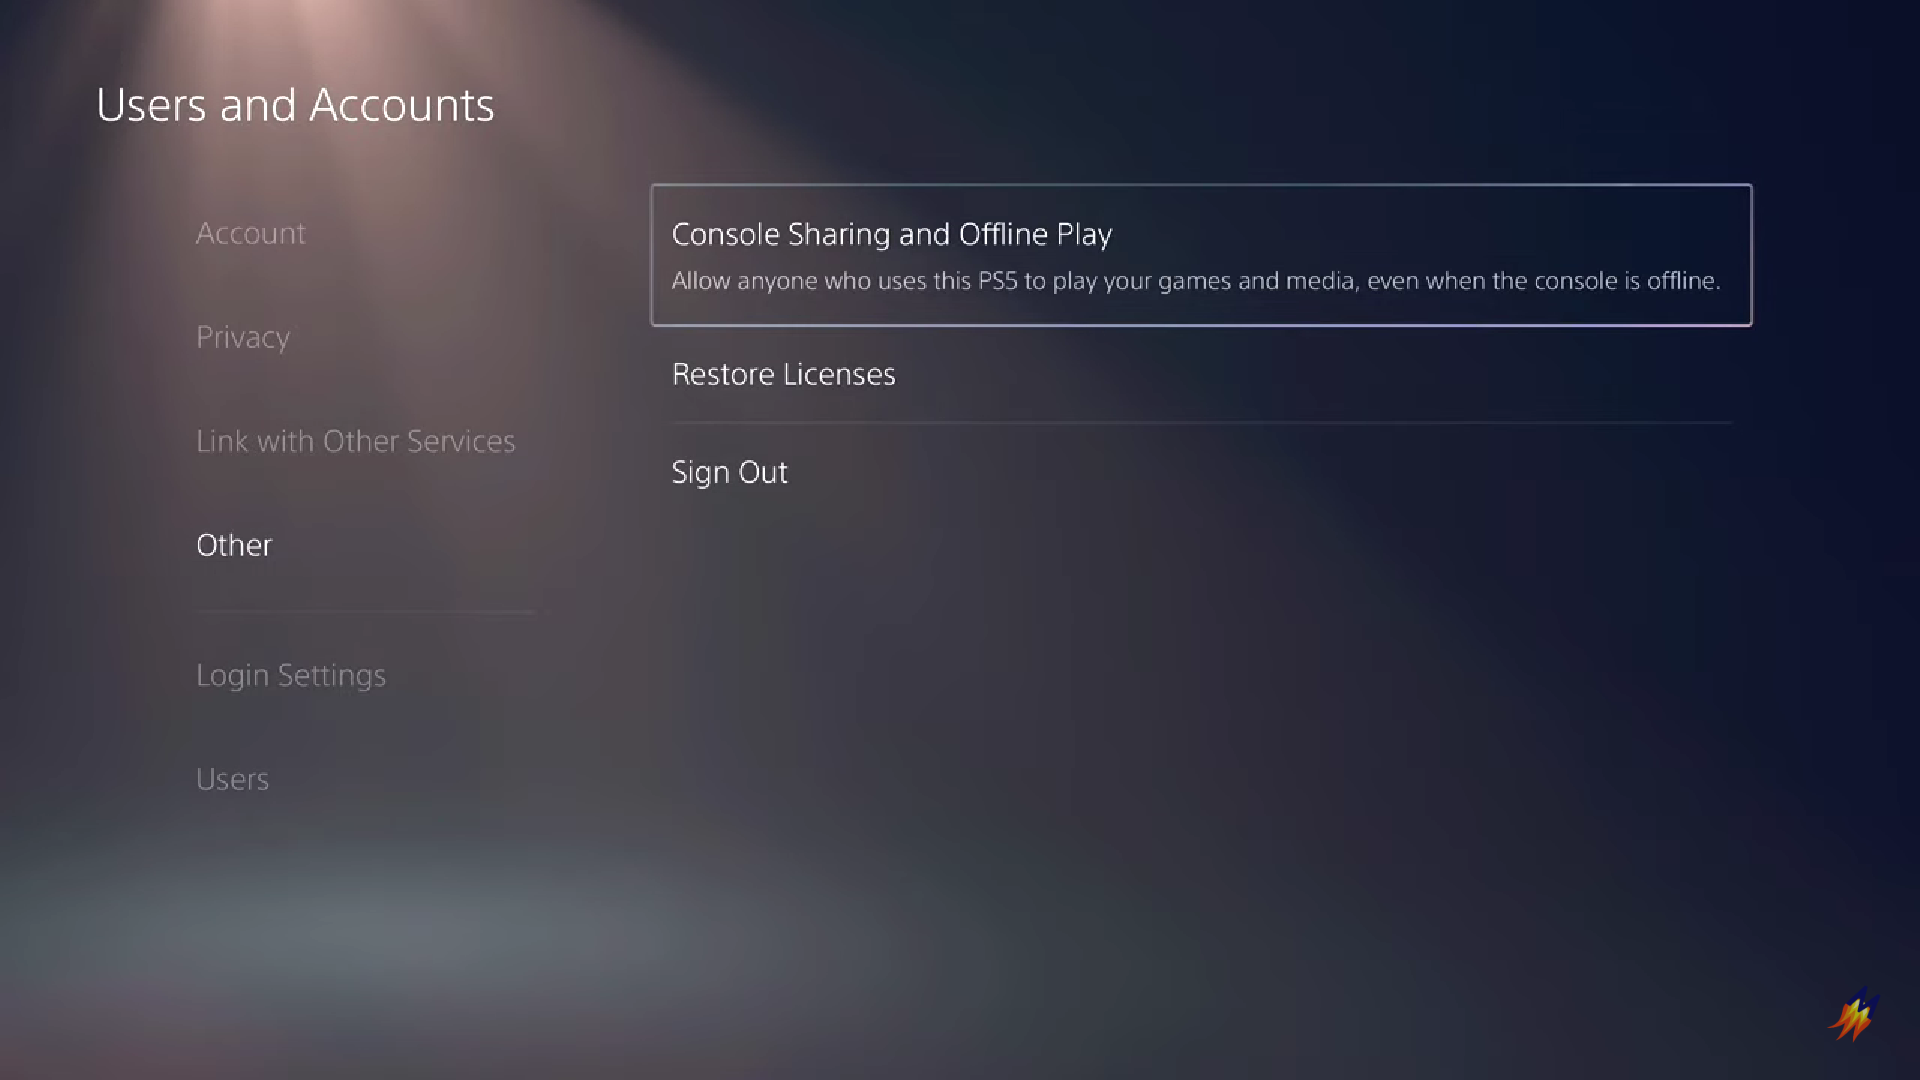 Users and Accounts
Account
Privacy
Link with Other Services
Other
Login Settings
Users
Console Sharing and Offline Play
Allow anyone who uses this PS5 to play your games and media, even when the console is offline.
Restore Licenses
Sign Out